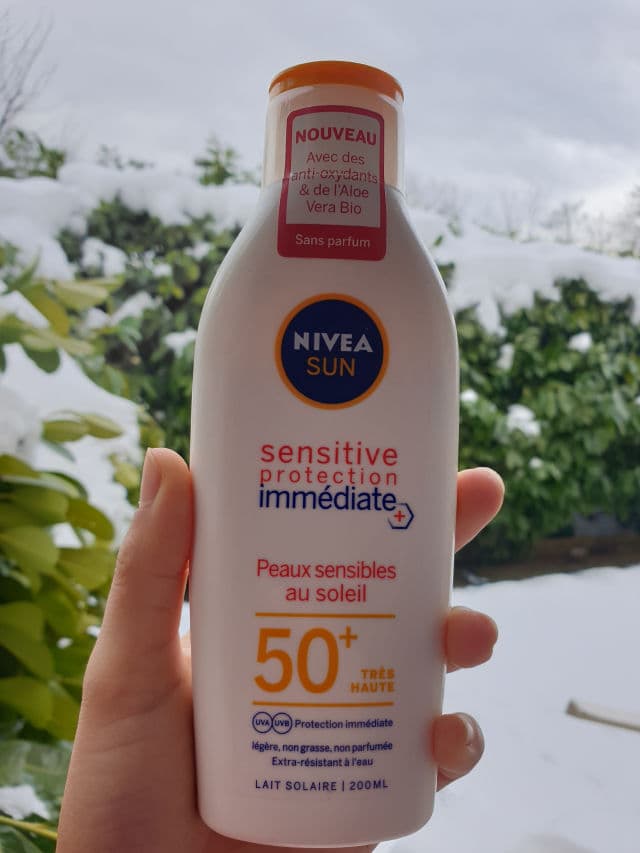 NOUVEAU
Avec des
anti-oxydants
& de l'Aloe
Vera Bio
Sans parfum
NIVEA
SUN
sensitive
protection
immédiate
Peaux sensibles
au soleil
50+
TRÈS
HAUTE
UVA UVB Protection immédiate
légère, non grasse, non parfumée
Extra-résistant à l'eau
LAIT SOLAIRE | 200ML